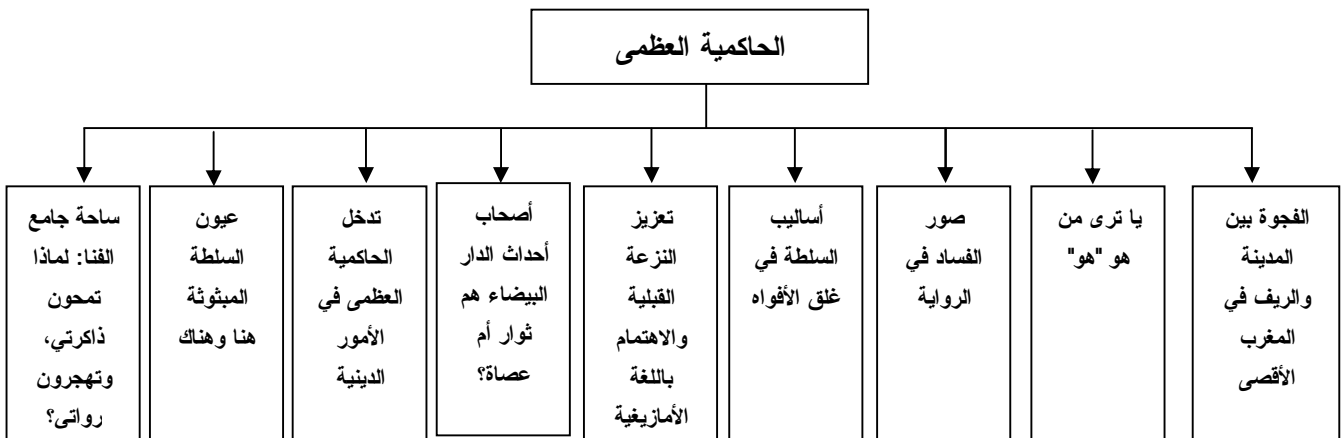 الحاكمية العظمى
الفجوة بين
المدينة
والريف في
المغرب
الأقصى
يا ترى من
هو "هو"
صور
الفساد في
الرواية
أساليب
السلطة في
غلق الأفواه
تعزيز
النزعة
القبلية
والاهتمام
باللغة
الأمازيغية
أصحاب
أحداث الدار
البيضاء هم
ثوار أم
عصاة؟
تدخل
الحاكمية
العظمى في
الأمور
الدينية
عيون
السلطة
المبثوثة
هنا وهناك
ساحة جامع
الفنا: لماذا
تمحون
ذاكرتي،
وتهجرون
رواتي؟